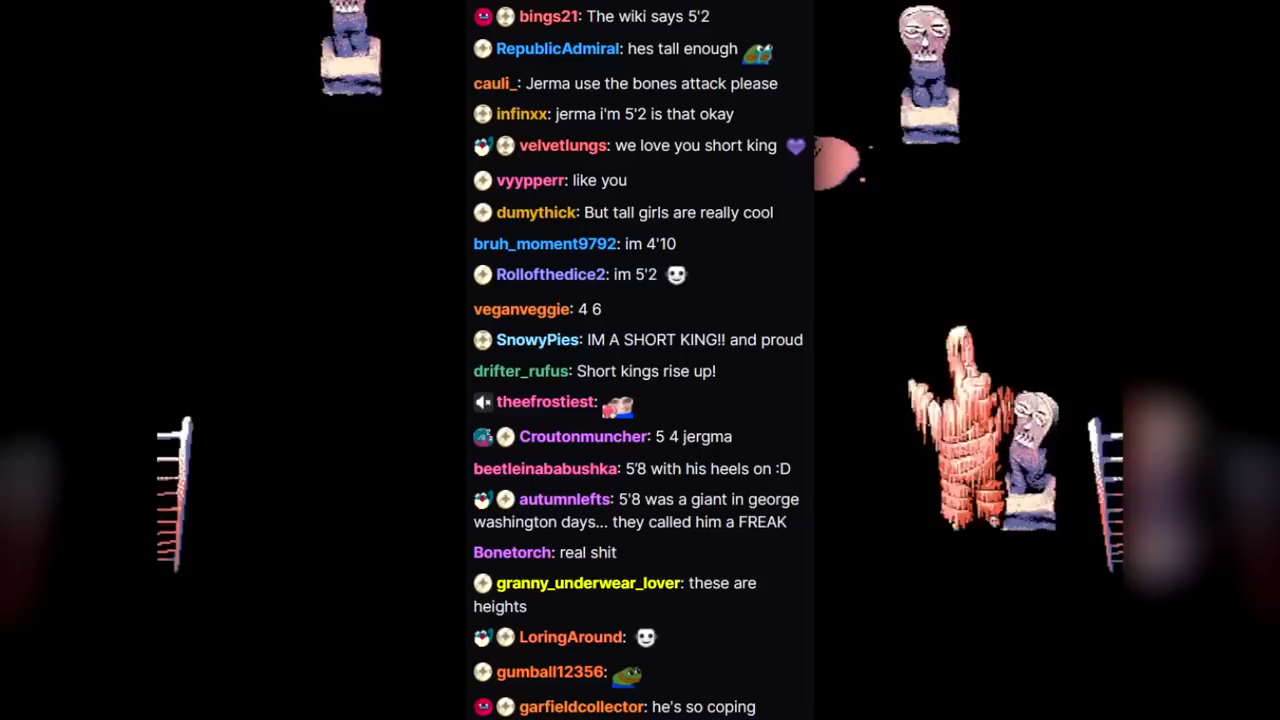 bings21: The wiki says 5'2
RepublicAdmiral: hes tall enough
cauli_: Jerma use the bones attack please
infinxx: jerma i'm 5'2 is that okay
velvetlungs: we love you short king
vyypperr: like you
dumythick: But tall girls are really cool
bruh_moment9792: im 4'10
Rollofthedice2: im 5'2
veganveggie: 4 6
SnowyPies: IM A SHORT KING!! and proud
drifter_rufus: Short kings rise up!
theefrostiest:
Croutonmuncher: 5 4 jergma
beetleinababushka: 5'8 with his heels on :D
autumnlefts: 5'8 was a giant in george
washington days... they called him a FREAK
Bonetorch: real shit
granny_underwear_lover: these are
heights
LoringAround:
gumball12356:
garfieldcollector: he's so coping